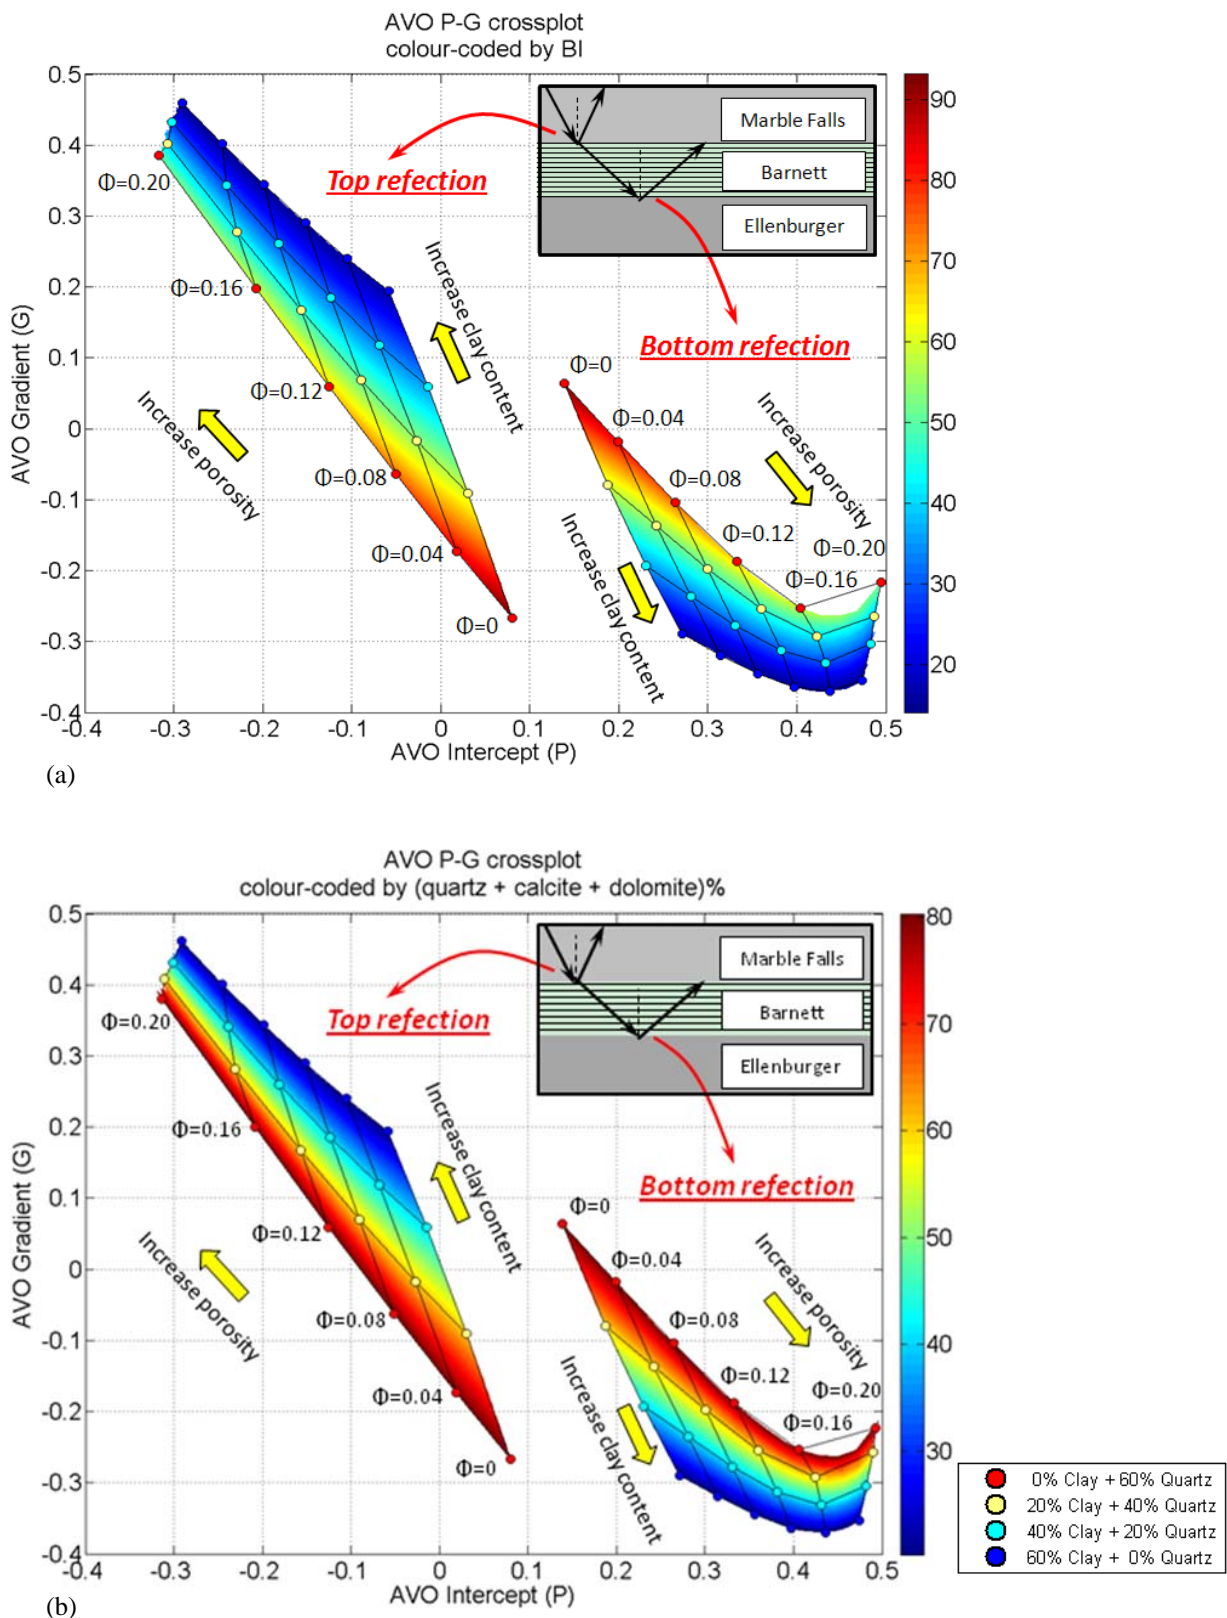 AVO P-G crossplot
colour-coded by BI
0.5
0.4
0.3
0.2
0.1
0
-0.1
-0.2
-0.3
-0.4
AVO Gradient (G)
-0.4
-0.3
-0.2
-0.1
0
0.1
0.2
0.3
0.4
0.5
AVO Intercept (P)
90
80
70
60
50
40
30
20
Marble Falls
Barnett
Ellenburger
Top refection
Bottom refection
Φ=0.20
Φ=0.16
Φ=0.12
Φ=0.08
Φ=0.04
Φ=0
Increase porosity
Increase clay content
Φ=0
Φ=0.04
Φ=0.08
Φ=0.12
Φ=0.16
Φ=0.20
Increase porosity
Increase clay content
(a)
AVO P-G crossplot
colour-coded by (quartz + calcite + dolomite)%
0.5
0.4
0.3
0.2
0.1
0
-0.1
-0.2
-0.3
-0.4
AVO Gradient (G)
-0.4
-0.3
-0.2
-0.1
0
0.1
0.2
0.3
0.4
0.5
AVO Intercept (P)
80
70
60
50
40
30
Marble Falls
Barnett
Ellenburger
Top refection
Bottom refection
Φ=0.20
Φ=0.16
Φ=0.12
Φ=0.08
Φ=0.04
Φ=0
Increase porosity
Increase clay content
Φ=0
Φ=0.04
Φ=0.08
Φ=0.12
Φ=0.16
Φ=0.20
Increase porosity
Increase clay content
0% Clay + 60% Quartz
20% Clay + 40% Quartz
40% Clay + 20% Quartz
60% Clay + 0% Quartz
(b)